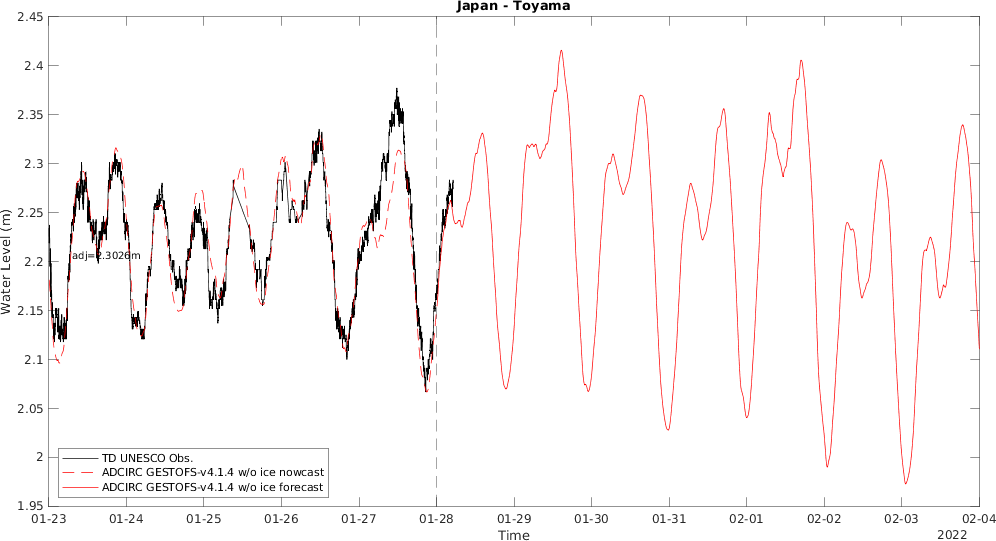 Japan - Toyama
2.45
2.4
2.35
2.3
2.25
2.2
2.15
2.1
2.05
2
1.95
Water Level (m)
adj=2.3026m
TD UNESCO Obs.
ADCIRC GESTOFS-v4.1.4 w/o ice nowcast
ADCIRC GESTOFS-v4.1.4 w/o ice forecast
01-23 01-24 01-25 01-26 01-27 01-28 01-29 01-30 01-31 02-01 02-02 02-03 02-04
Time
2022